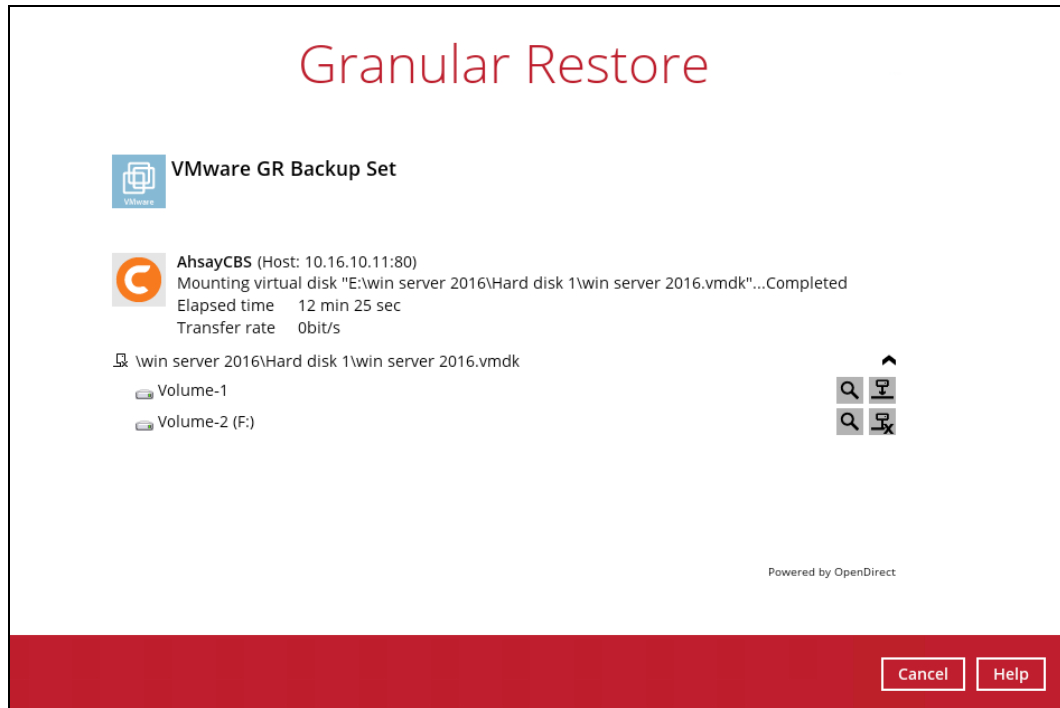 Granular Restore
VMware GR Backup Set
VMware
AhsayCBS (Host: 10.16.10.11:80)
Mounting virtual disk "E:\win server 2016\Hard disk 1\win server 2016.vmdk"...Completed
Elapsed time 12 min 25 sec
Transfer rate 0bit/s
\win server 2016\Hard disk 1\win server 2016.vmdk
Volume-1
Volume-2 (F:)
Powered by OpenDirect
Cancel Help